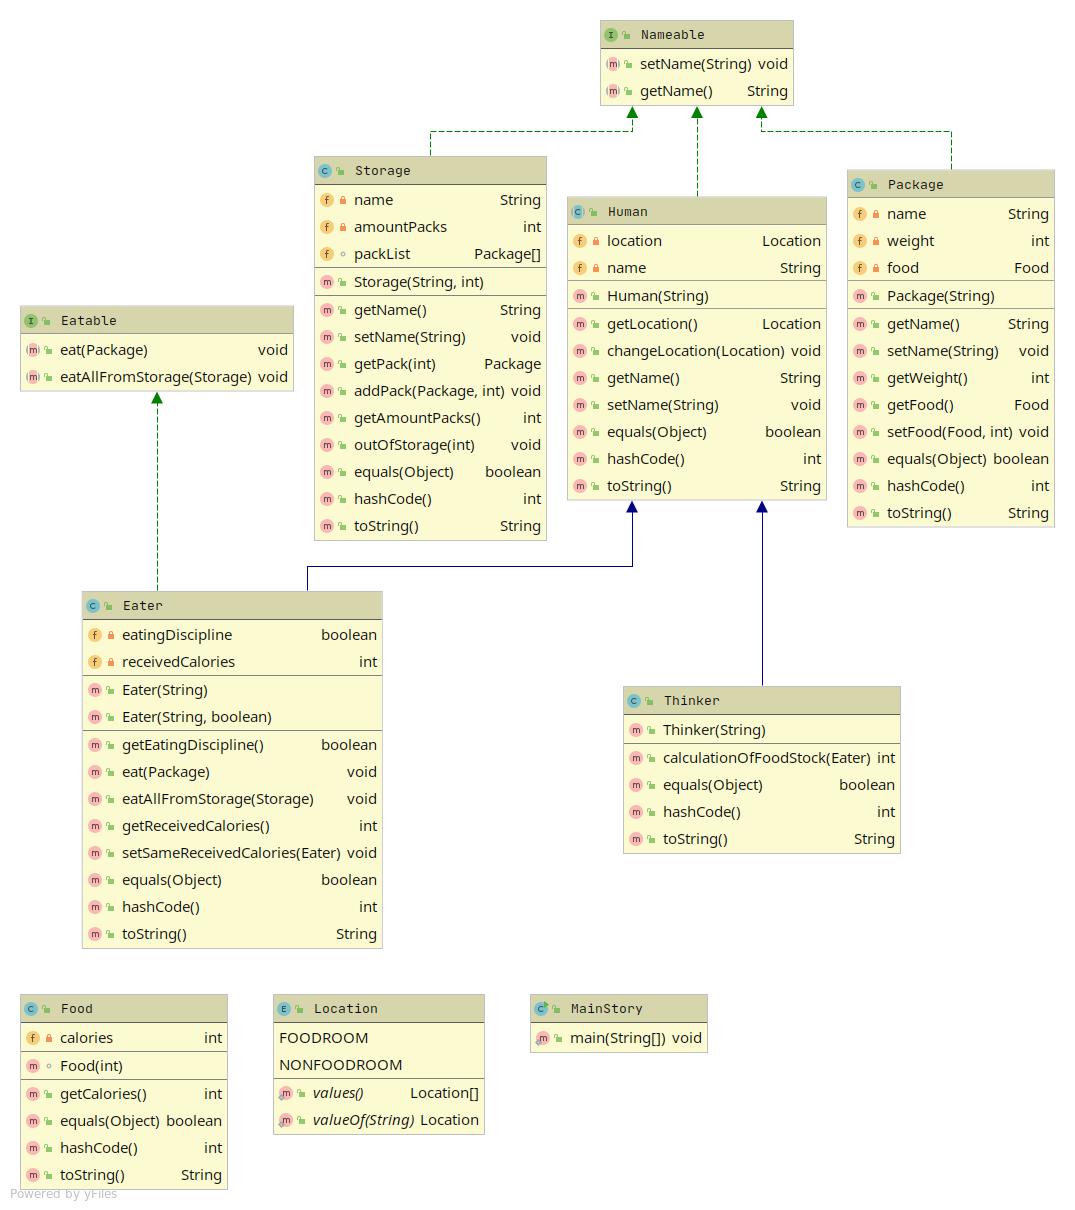 Nameable
setName(String) void
getName() String
Storage
name String
amountPacks int
packList Package[]
Storage(String, int)
getName() String
setName(String) void
getPack(int) Package
addPack(Package, int) void
getAmountPacks() int
outOfStorage(int) void
equals(Object) boolean
hashCode() int
toString() String
Human
location Location
name String
Human(String)
getLocation() Location
changeLocation(Location) void
getName() String
setName(String) void
equals(Object) boolean
hashCode() int
toString() String
Package
name String
weight int
food Food
Package(String)
getName() String
setName(String) void
getWeight() int
getFood() Food
setFood(Food, int) void
equals(Object) boolean
hashCode() int
toString() String
Eatable
eat(Package) void
eatAllFromStorage(Storage) void
Eater
eatingDiscipline boolean
receivedCalories int
Eater(String)
Eater(String, boolean)
getEatingDiscipline() boolean
eat(Package) void
eatAllFromStorage(Storage) void
getReceivedCalories() int
setSameReceivedCalories(Eater) void
equals(Object) boolean
hashCode() int
toString() String
Thinker
Thinker(String)
calculationOfFoodStock(Eater) int
equals(Object) boolean
hashCode() int
toString() String
Food
calories int
Food(int)
getCalories() int
equals(Object) boolean
hashCode() int
toString() String
Location
FOODROOM
NONFOODROOM
values() Location[]
valueOf(String) Location
MainStory
main(String[]) void
Powered by yFiles